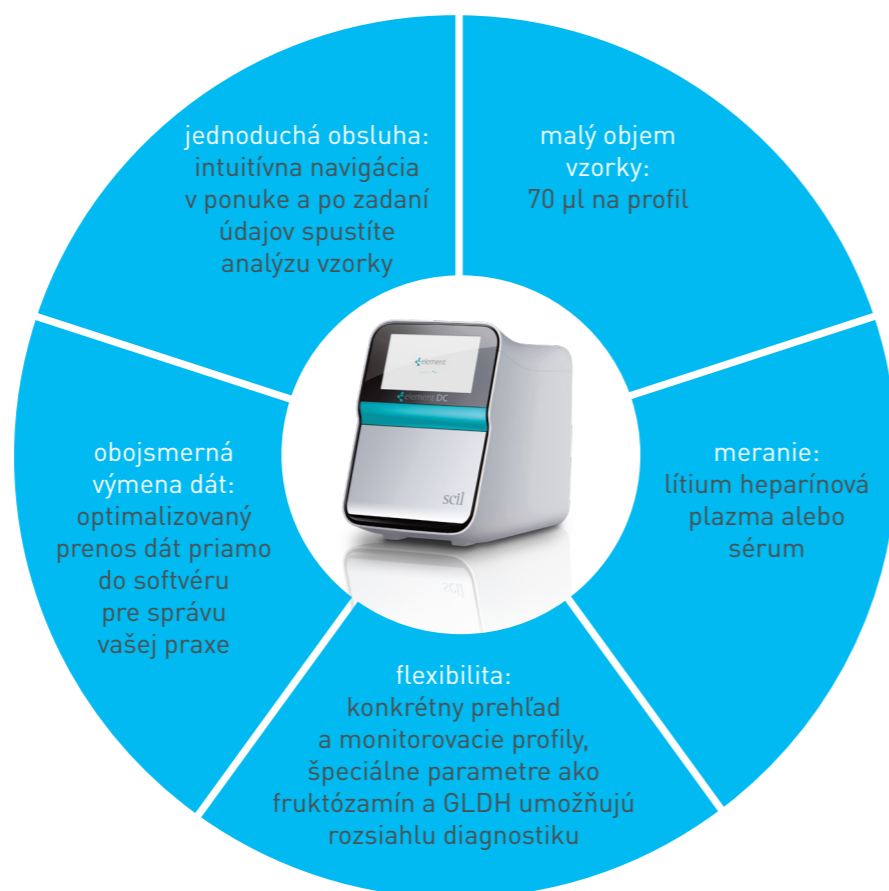 jednoduchá obsluha:
intuitívna navigácia
v ponuke a po zadaní
údajov spustíte
analýzu vzorky
malý objem
vzorky:
70 µl na profil
element
element DC
scil
obojsmerná
výmena dát:
optimalizovaný
prenos dát priamo
do softvéru
pre správu
vašej praxe
meranie:
lítium heparínová
plazma alebo
sérum
flexibilita:
konkrétny prehľad
a monitorovacie profily,
špeciálne parametre ako
fruktózamín a GLDH umožňujú
rozsiahlu diagnostiku